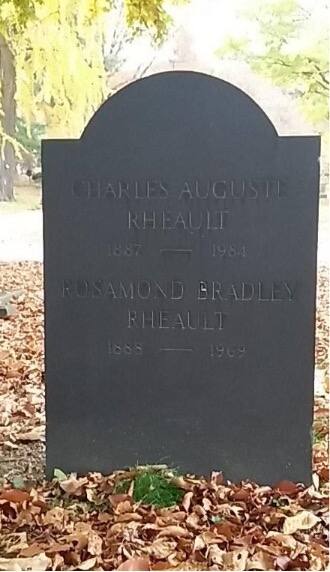 CHARLES AUGUSTE
RHEAULT
1887 — 1984
ROSAMOND BRADLEY
RHEAULT
1888 — 1969